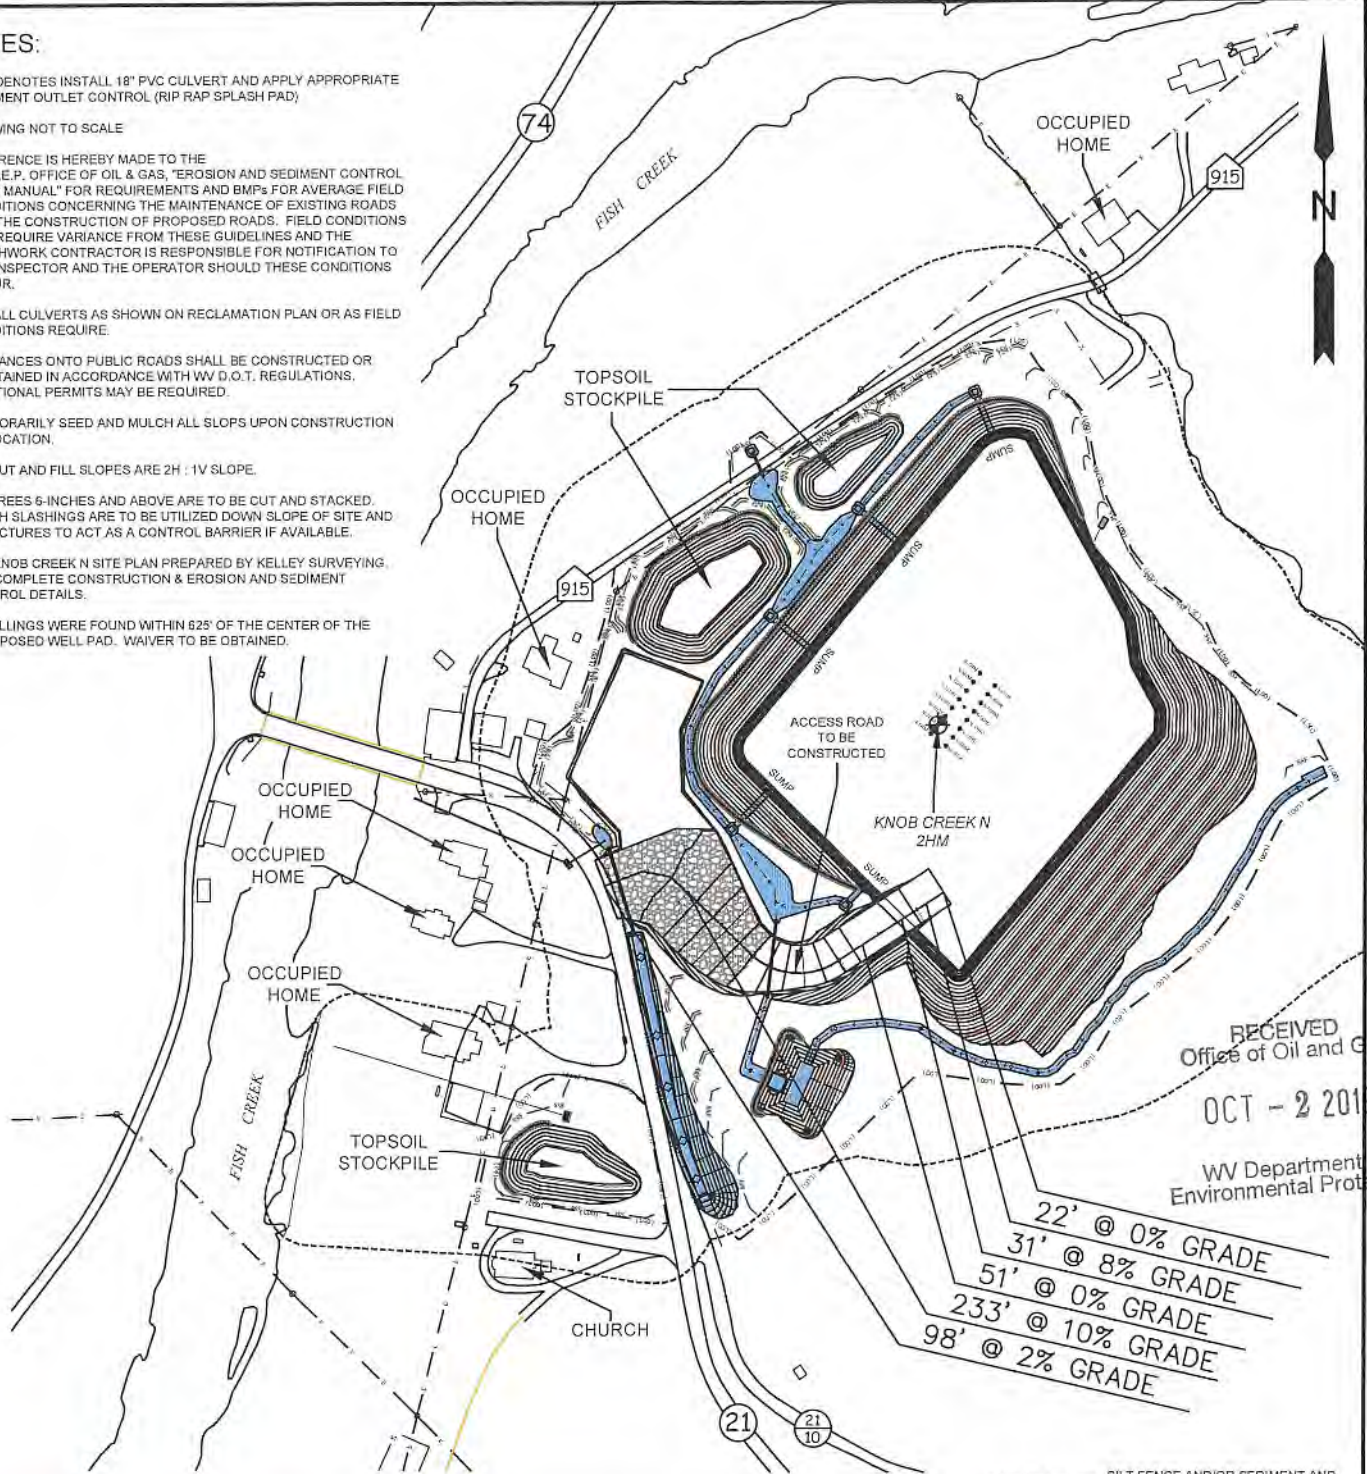 ES:
DENOTES INSTALL 18" PVC CULVERT AND APPLY APPROPRIATE
MENT OUTLET CONTROL (RIP RAP SPLASH PAD)
WING NOT TO SCALE
RENCE IS HEREBY MADE TO THE
.E.P. OFFICE OF OIL & GAS, "EROSION AND SEDIMENT CONTROL
MANUAL" FOR REQUIREMENTS AND BMPs FOR AVERAGE FIELD
DITIONS CONCERNING THE MAINTENANCE OF EXISTING ROADS
THE CONSTRUCTION OF PROPOSED ROADS. FIELD CONDITIONS
REQUIRE VARIANCE FROM THESE GUIDELINES AND THE
HWORK CONTRACTOR IS RESPONSIBLE FOR NOTIFICATION TO
NSPECTOR AND THE OPERATOR SHOULD THESE CONDITIONS
UR.
ALL CULVERTS AS SHOWN ON RECLAMATION PLAN OR AS FIELD
DITIONS REQUIRE.
ANCES ONTO PUBLIC ROADS SHALL BE CONSTRUCTED OR
TAINED IN ACCORDANCE WITH WV D.O.T. REGULATIONS.
TIONAL PERMITS MAY BE REQUIRED.
ORARILY SEED AND MULCH ALL SLOPS UPON CONSTRUCTION
OCATION.
UT AND FILL SLOPES ARE 2H : 1V SLOPE.
REES 6-INCHES AND ABOVE ARE TO BE CUT AND STACKED.
H SLASHINGS ARE TO BE UTILIZED DOWN SLOPE OF SITE AND
CTURES TO ACT AS A CONTROL BARRIER IF AVAILABLE.
KNOB CREEK N SITE PLAN PREPARED BY KELLEY SURVEYING,
COMPLETE CONSTRUCTION & EROSION AND SEDIMENT
ROL DETAILS.
LLINGS WERE FOUND WITHIN 625' OF THE CENTER OF THE
POSED WELL PAD. WAIVER TO BE OBTAINED.
74
FISH CREEK
OCCUPIED
HOME
915
N
TOPSOIL
STOCKPILE
SUMP
OCCUPIED
HOME
SUMP
915
SUMP
ACCESS ROAD
TO BE
CONSTRUCTED
SUMP
KNOB CREEK N
2HM
SUMP
OCCUPIED
HOME
OCCUPIED
HOME
OCCUPIED
HOME
FISH CREEK
TOPSOIL
STOCKPILE
CHURCH
RECEIVED
Office of Oil and G
OCT - 2 201
WV Department
Environmental Prot
22' @ 0% GRADE
31' @ 8% GRADE
51' @ 0% GRADE
233' @ 10% GRADE
98' @ 2% GRADE
21
21
10
SILT FENCE AND/OR SEDIMENT AND